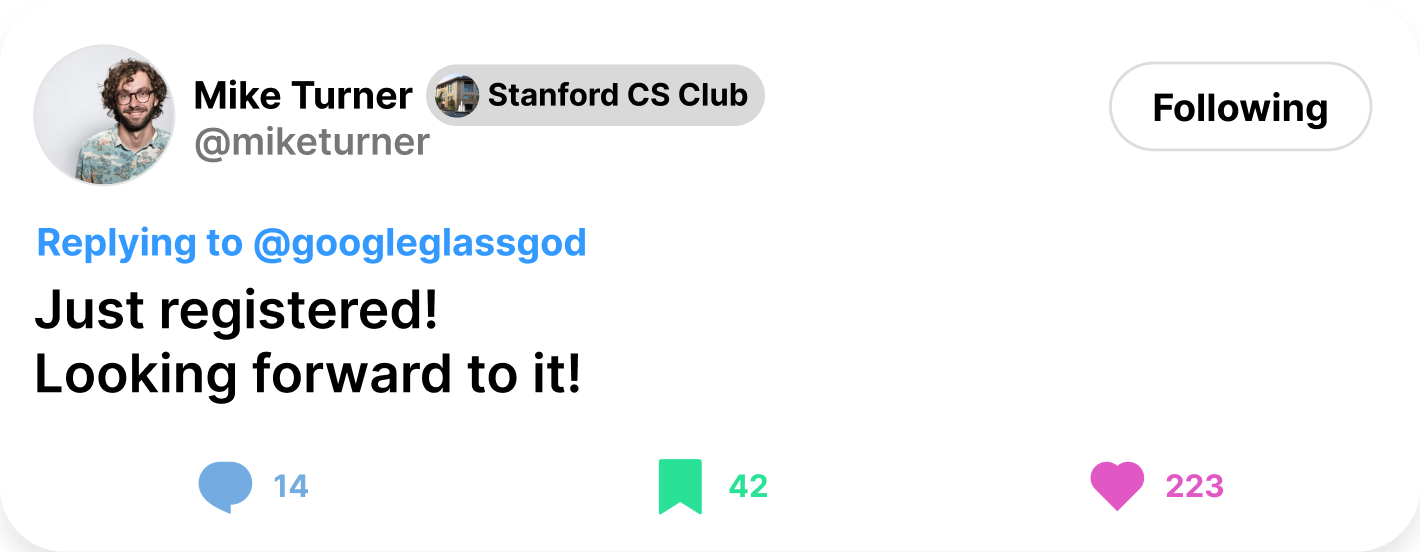 Mike Turner Stanford CS Club
@miketurner
Following
Replying to @googleglassgod
Just registered!
Looking forward to it!
14 42 223